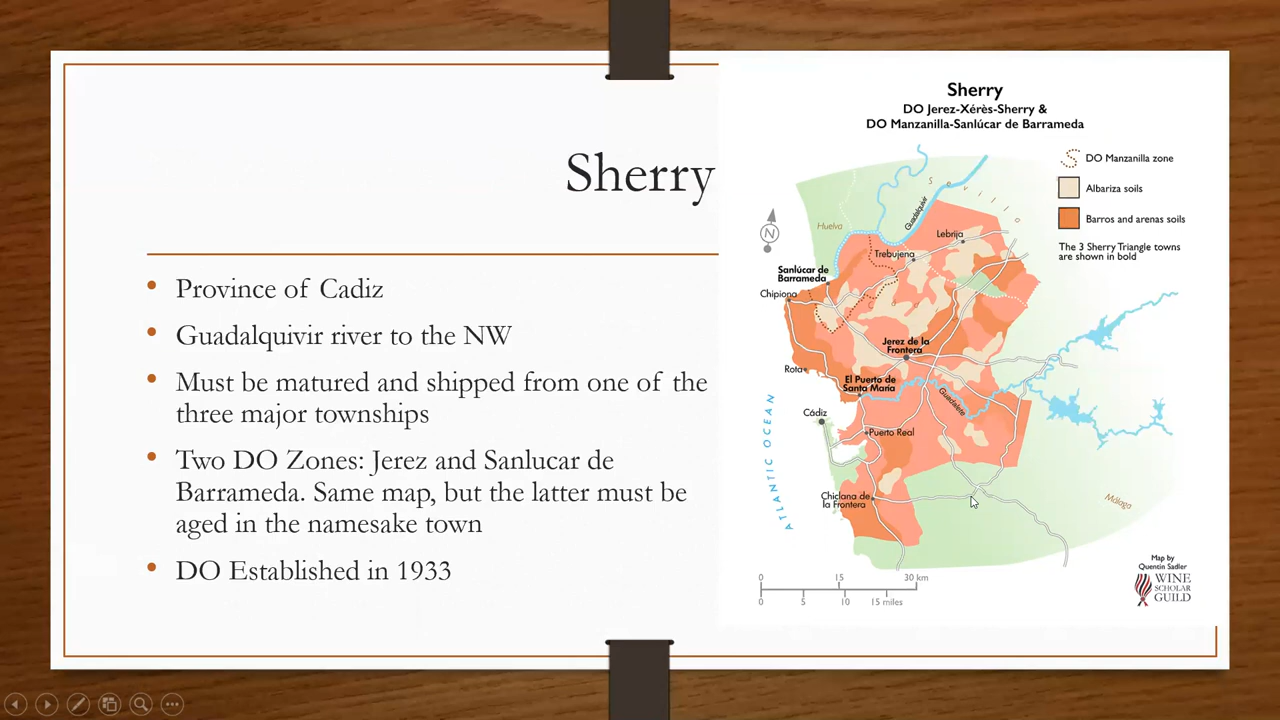 Sherry
• Province of Cadiz
• Guadalquivir river to the NW
• Must be matured and shipped from one of the
three major townships
• Two DO Zones: Jerez and Sanlucar de
Barrameda. Same map, but the latter must be
aged in the namesake town
• DO Established in 1933
Sherry
DO Jerez-Xérès-Sherry &
DO Manzanilla-Sanlúcar de Barrameda
DO Manzanilla zone
Albariza soils
Barros and arenas soils
The 3 Sherry Triangle towns
are shown in bold
Sevilla
Huelva
Guadalquivir
Lebrija
Trebujena
Sanlúcar de
Barrameda
Chipiona
Jerez de la
Frontera
Rota
El Puerto de
Santa María
Guadalete
Cádiz
Puerto Real
Chiclana de
la Frontera
ATLANTIC OCEAN
Málaga
N
0 15 30 km
0 5 10 15 miles
Map by
Quentin Sadler
WINE
SCHOLAR
GUILD